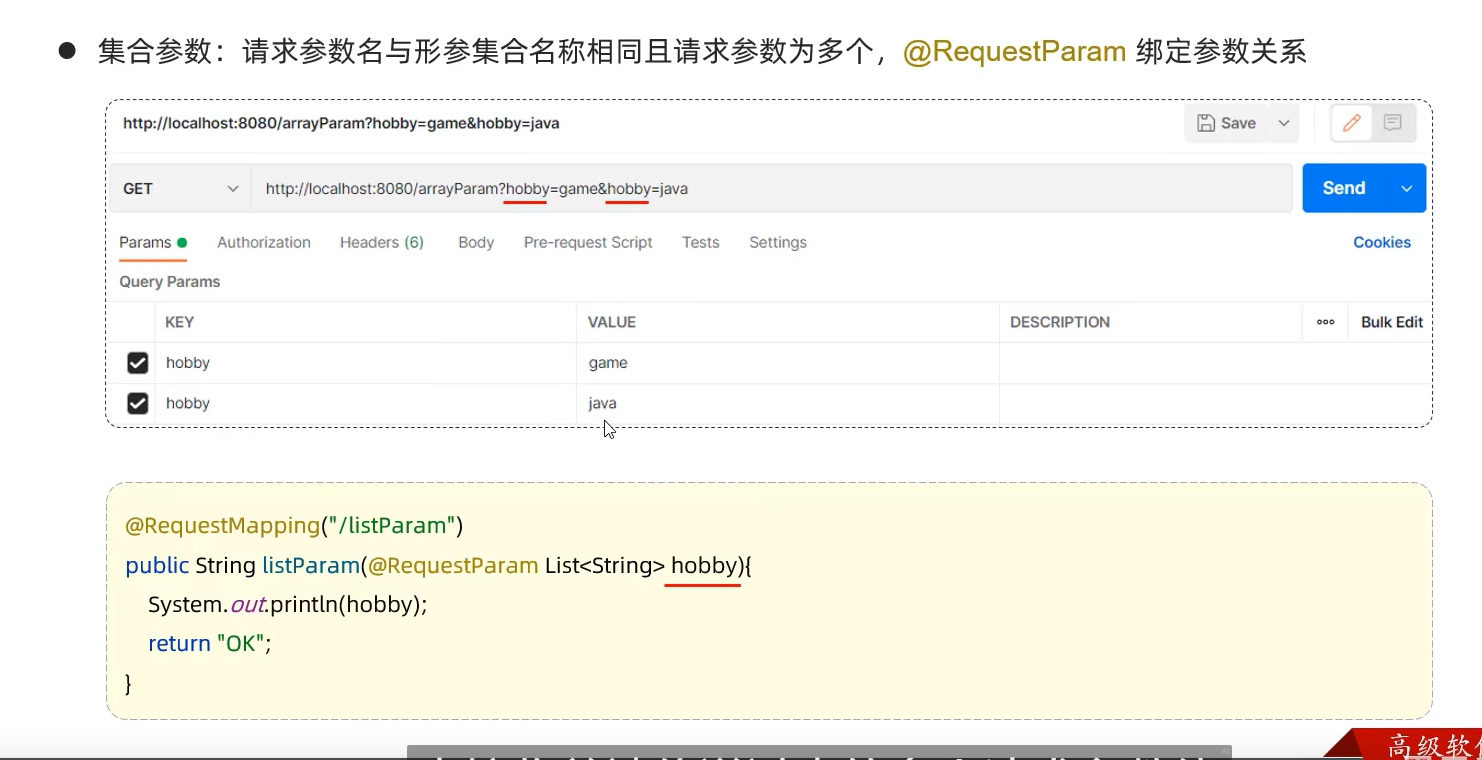 ● 集合参数：请求参数名与形参集合名称相同且请求参数为多个，@RequestParam 绑定参数关系
http://localhost:8080/arrayParam?hobby=game&hobby=java
Save
GET
http://localhost:8080/arrayParam?hobby=game&hobby=java
Send
Params Authorization Headers (6) Body Pre-request Script Tests Settings Cookies
Query Params
KEY VALUE DESCRIPTION ooo Bulk Edit
hobby game
hobby java
@RequestMapping("/listParam")
public String listParam(@RequestParam List<String> hobby){
System.out.println(hobby);
return "OK";
}
高级软